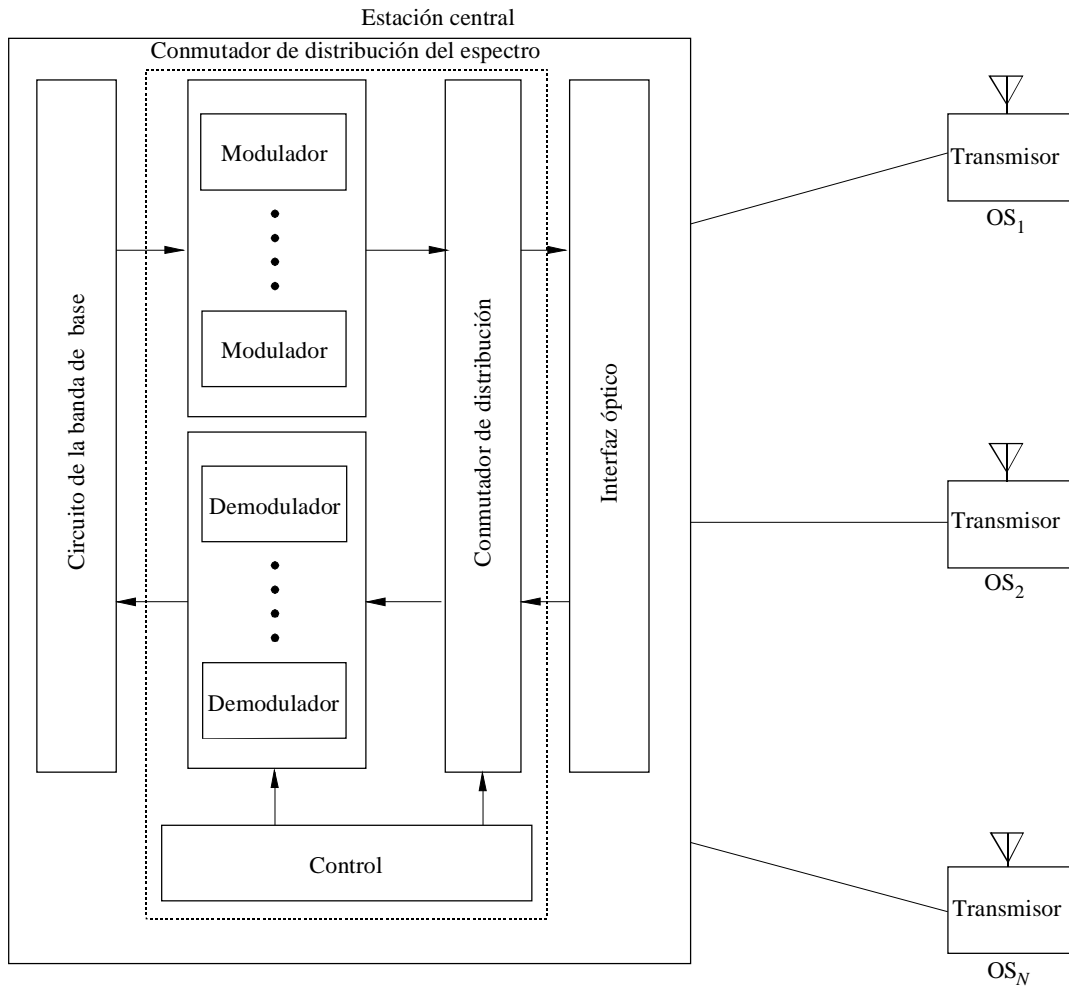 Estación central
Conmutador de distribución del espectro
Circuito de la banda de base
Modulador
Modulador
Demodulador
Demodulador
Conmutador de distribución
Interfaz óptico
Control
Transmisor
OS1
Transmisor
OS2
Transmisor
OSN